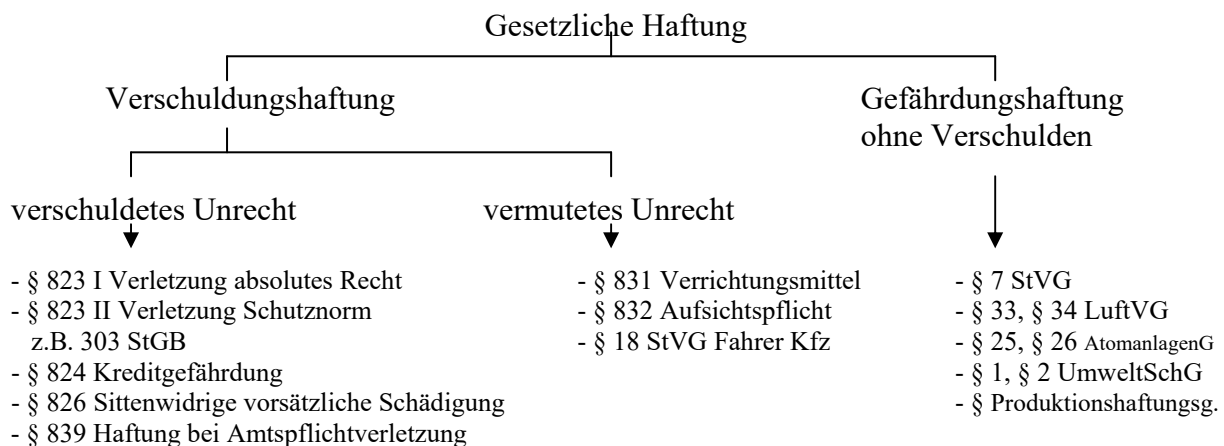 Gesetzliche Haftung
Verschuldungshaftung
Gefährdungshaftung
ohne Verschulden
verschuldetes Unrecht
vermutetes Unrecht
- § 823 I Verletzung absolutes Recht
- § 823 II Verletzung Schutznorm
z.B. 303 StGB
- § 824 Kreditgefährdung
- § 826 Sittenwidrige vorsätzliche Schädigung
- § 839 Haftung bei Amtspflichtverletzung
- § 831 Verrichtungsmittel
- § 832 Aufsichtspflicht
- § 18 StVG Fahrer Kfz
- § 7 StVG
- § 33, § 34 LuftVG
- § 25, § 26 AtomanlagenG
- § 1, § 2 UmweltSchG
- § Produktionshaftungsg.